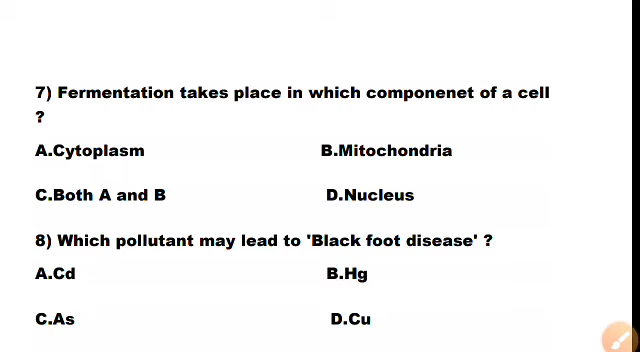 7) Fermentation takes place in which componenet of a cell
?
A.Cytoplasm B.Mitochondria
C.Both A and B D.Nucleus
8) Which pollutant may lead to 'Black foot disease' ?
A.Cd B.Hg
C.As D.Cu